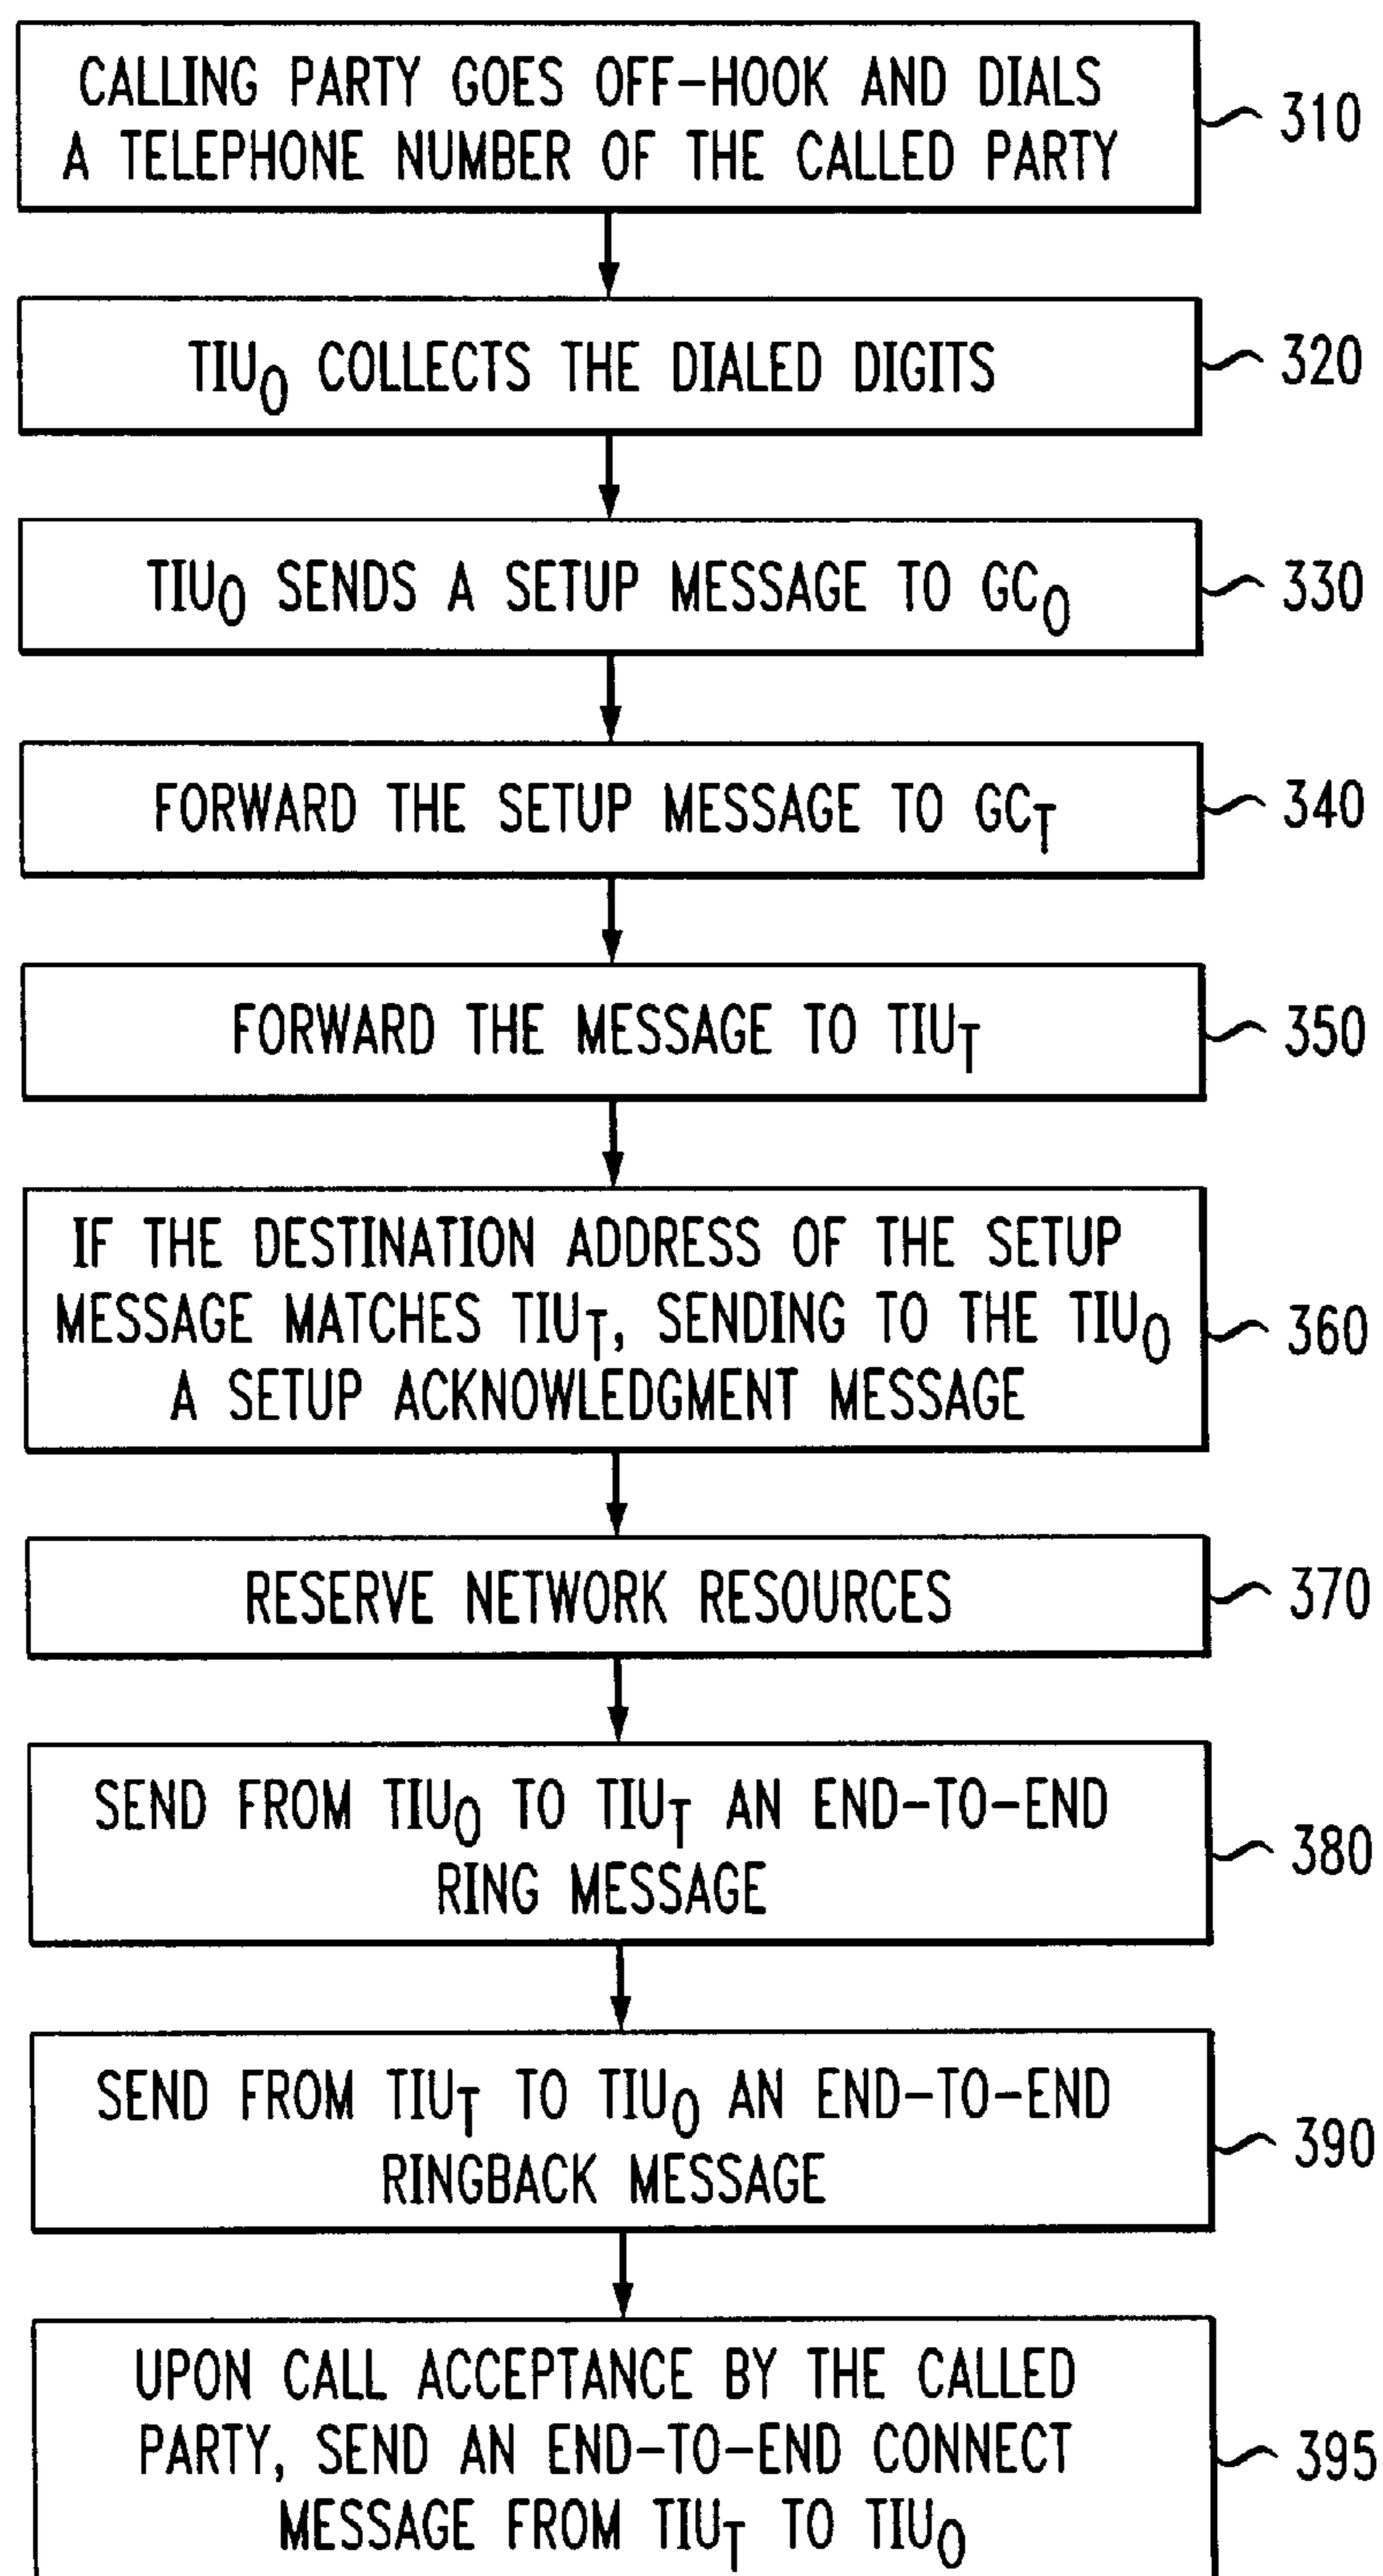 CALLING PARTY GOES OFF-HOOK AND DIALS
A TELEPHONE NUMBER OF THE CALLED PARTY
310
TIUO COLLECTS THE DIALED DIGITS
320
TIUO SENDS A SETUP MESSAGE TO GCO
330
FORWARD THE SETUP MESSAGE TO GCT
340
FORWARD THE MESSAGE TO TIUT
350
IF THE DESTINATION ADDRESS OF THE SETUP
MESSAGE MATCHES TIUT, SENDING TO THE TIUO
A SETUP ACKNOWLEDGMENT MESSAGE
360
RESERVE NETWORK RESOURCES
370
SEND FROM TIUO TO TIUT AN END-TO-END
RING MESSAGE
380
SEND FROM TIUT TO TIUO AN END-TO-END
RINGBACK MESSAGE
390
UPON CALL ACCEPTANCE BY THE CALLED
PARTY, SEND AN END-TO-END CONNECT
MESSAGE FROM TIUT TO TIUO
395